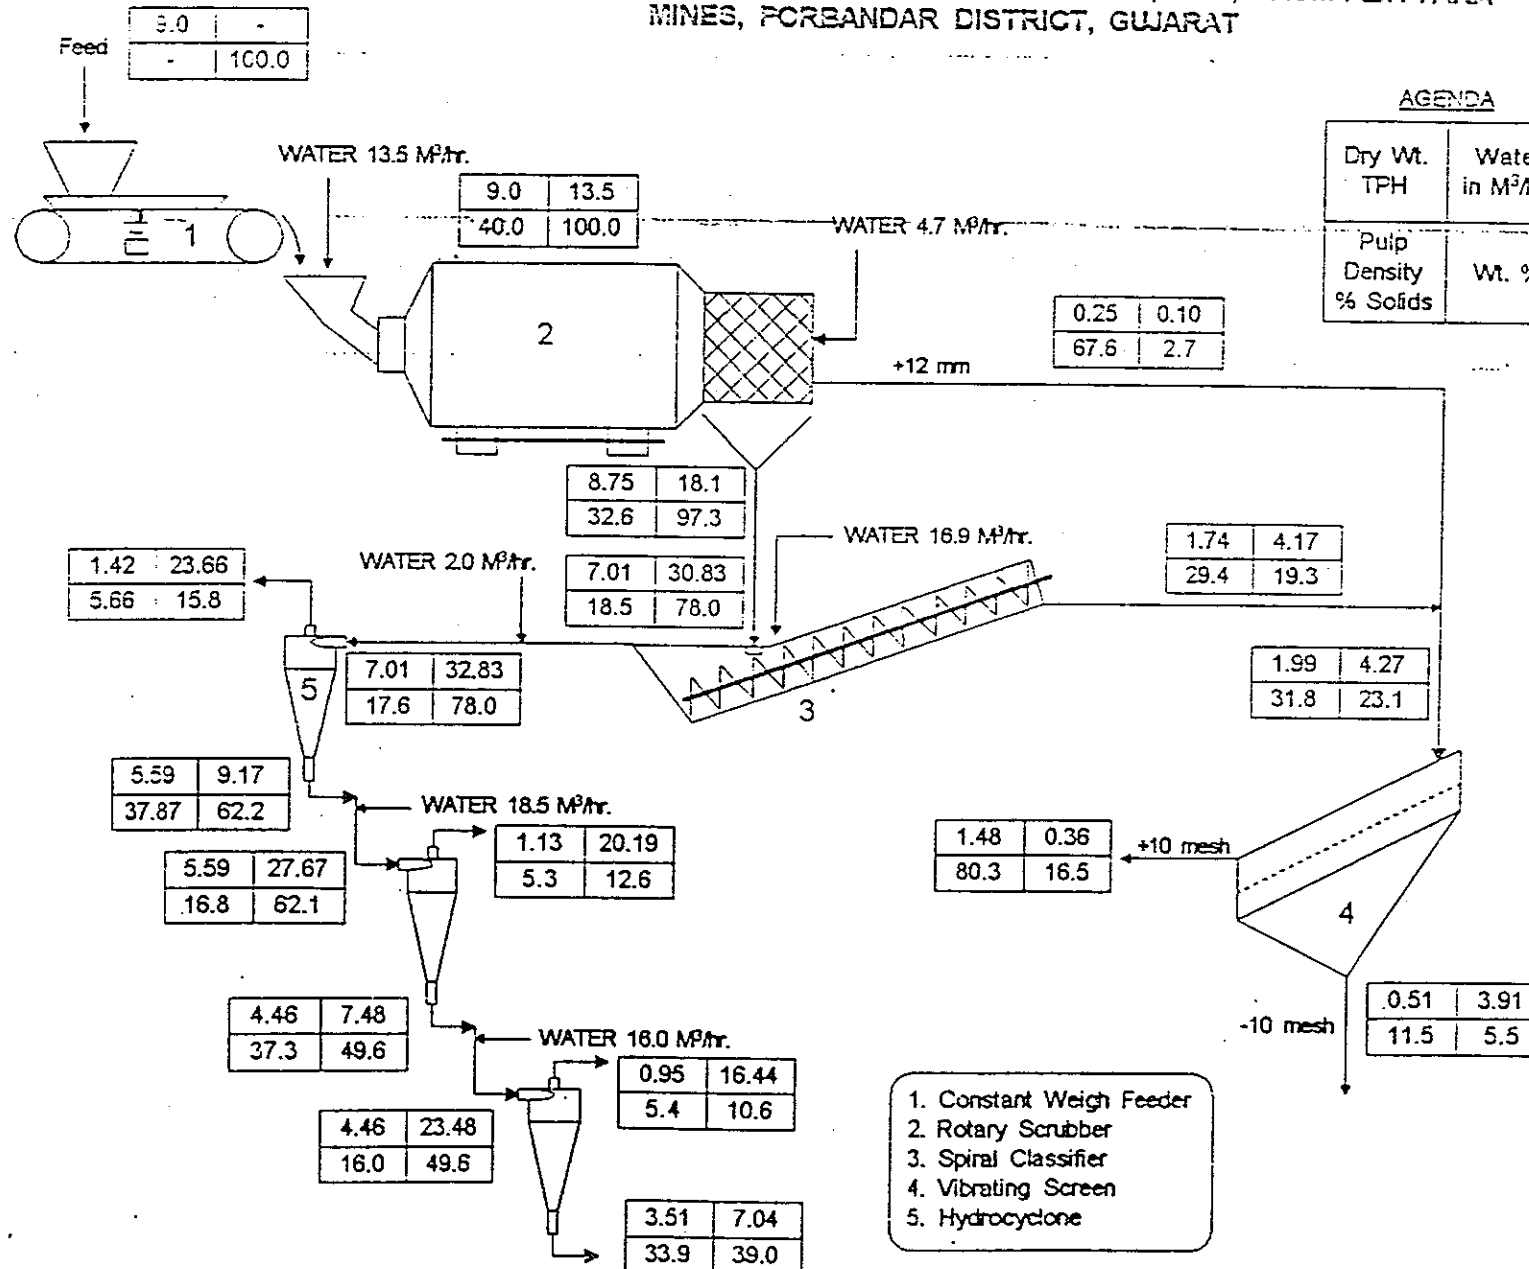 MINES, PORBANDAR DISTRICT, GUJARAT
Feed
9.0 -
- 100.0
AGENDA
Dry Wt. TPH
in M³/
Pulp Density % Solids
Wt. %
WATER 13.5 M³/hr.
9.0 13.5
40.0 100.0
WATER 4.7 M³/hr.
1
2
0.25 0.10
67.6 2.7
+12 mm
8.75 18.1
32.6 97.3
WATER 16.9 M³/hr.
1.74 4.17
29.4 19.3
1.42 23.66
5.66 15.8
WATER 2.0 M³/hr.
7.01 30.83
18.5 78.0
7.01 32.83
17.6 78.0
5
3
1.99 4.27
31.8 23.1
5.59 9.17
37.87 62.2
WATER 18.5 M³/hr.
1.13 20.19
5.3 12.6
5.59 27.67
16.8 62.1
1.48 0.36
80.3 16.5
+10 mesh
4
4.46 7.48
37.3 49.6
WATER 16.0 M³/hr.
0.95 16.44
5.4 10.6
-10 mesh
0.51 3.91
11.5 5.5
4.46 23.48
16.0 49.6
3.51 7.04
33.9 39.0
1. Constant Weigh Feeder
2. Rotary Scrubber
3. Spiral Classifier
4. Vibrating Screen
5. Hydrocyclone